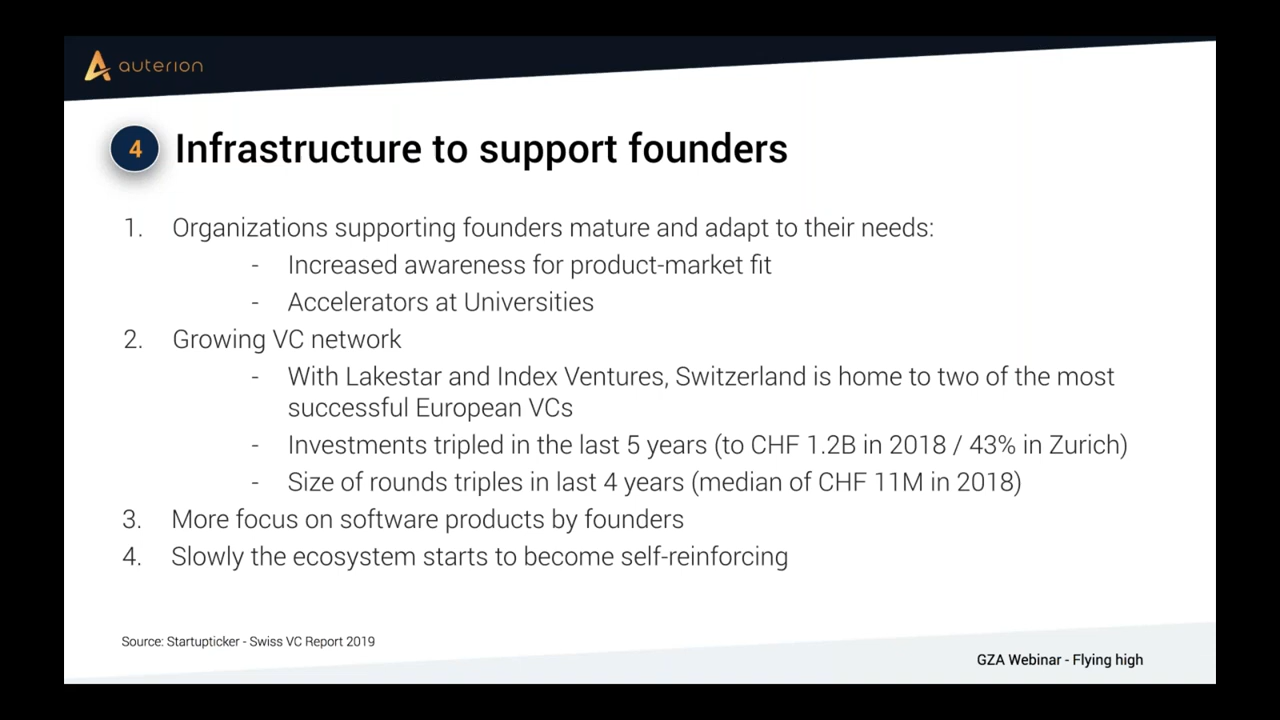 auterion
4 Infrastructure to support founders
1. Organizations supporting founders mature and adapt to their needs:
- Increased awareness for product-market fit
- Accelerators at Universities
2. Growing VC network
- With Lakestar and Index Ventures, Switzerland is home to two of the most
successful European VCs
- Investments tripled in the last 5 years (to CHF 1.2B in 2018 / 43% in Zurich)
- Size of rounds triples in last 4 years (median of CHF 11M in 2018)
3. More focus on software products by founders
4. Slowly the ecosystem starts to become self-reinforcing
Source: Startupticker - Swiss VC Report 2019
GZA Webinar - Flying high